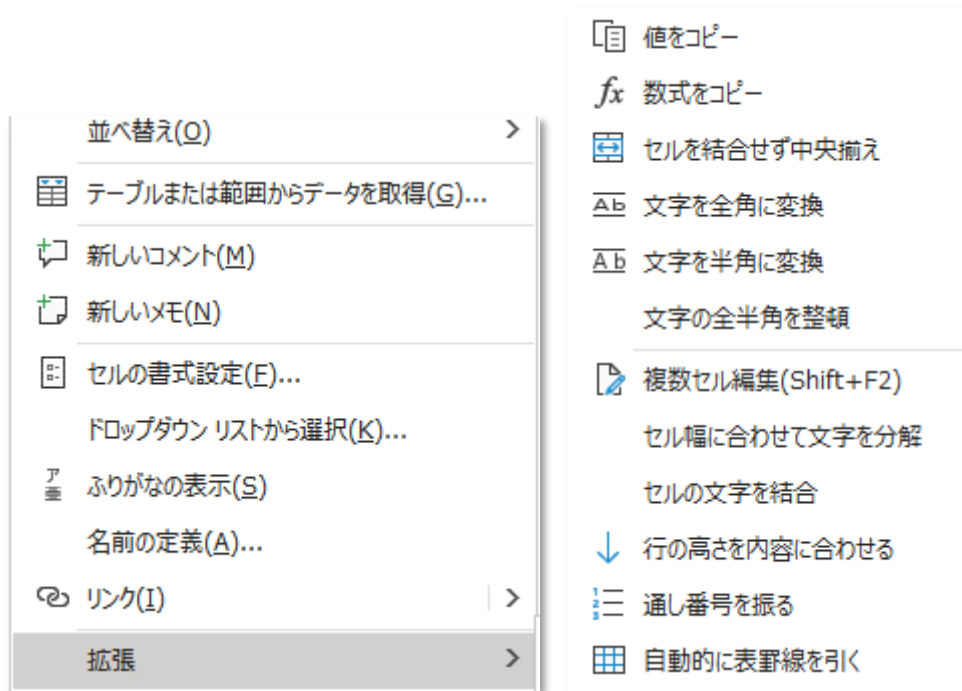 並べ替え(O)
テーブルまたは範囲からデータを取得(G)...
新しいコメント(M)
新しいメモ(N)
セルの書式設定(F)...
ドロップダウン リストから選択(K)...
ふりがなの表示(S)
名前の定義(A)...
リンク(I)
拡張
値をコピー
fx 数式をコピー
セルを結合せず中央揃え
Ab 文字を全角に変換
Ab 文字を半角に変換
文字の全半角を整頓
複数セル編集(Shift+F2)
セル幅に合わせて文字を分解
セルの文字を結合
行の高さを内容に合わせる
通し番号を振る
自動的に表罫線を引く